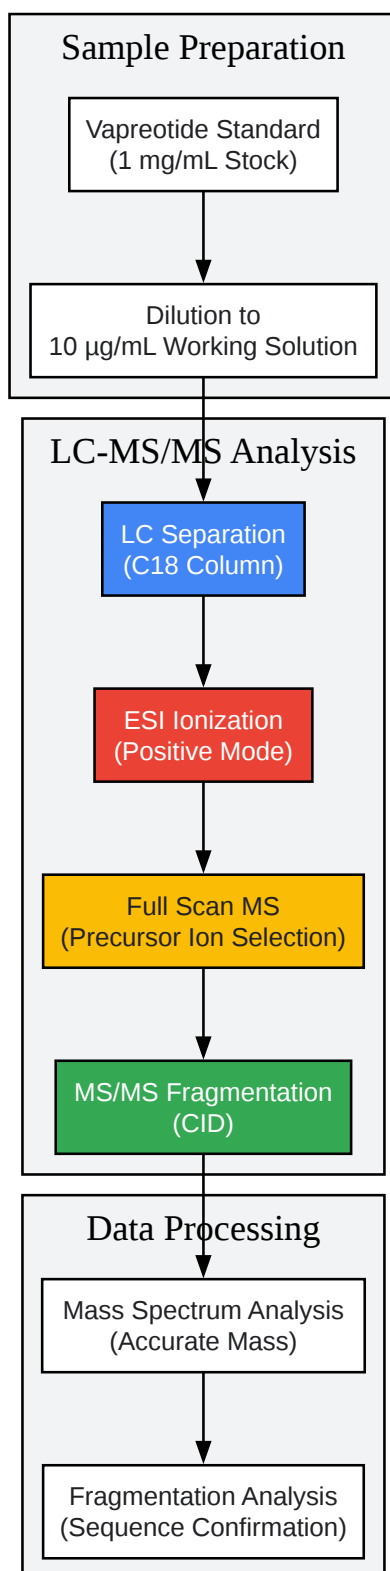 Sample Preparation
Vapreotide Standard
(1 mg/mL Stock)
Dilution to
10 µg/mL Working Solution
LC-MS/MS Analysis
LC Separation
(C18 Column)
ESI Ionization
(Positive Mode)
Full Scan MS
(Precursor Ion Selection)
MS/MS Fragmentation
(CID)
Data Processing
Mass Spectrum Analysis
(Accurate Mass)
Fragmentation Analysis
(Sequence Confirmation)